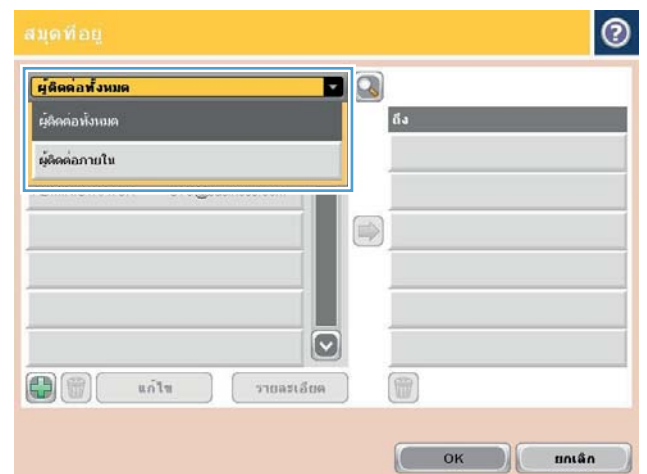 สมุดที่อยู่
ผู้ติดต่อทั้งหมด
ผู้ติดต่อทั้งหมด
ผู้ติดต่อภายใน
ถึง
แก้ไข
รายละเอียด
OK
ยกเลิก